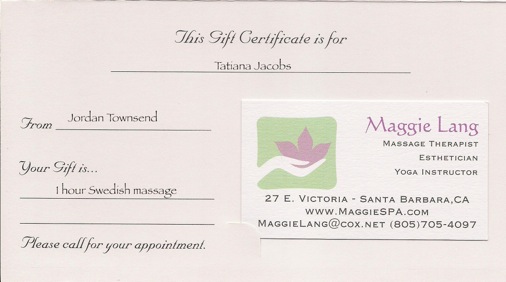 This Gift Certificate is for
Tatiana Jacobs
From Jordan Townsend
Your Gift is...
1 hour Swedish massage
Please call for your appointment.
Maggie Lang
Massage Therapist
Esthetician
Yoga Instructor
27 E. Victoria - Santa Barbara,CA
www.MaggieSPA.com
MaggieLang@cox.net (805)705-4097